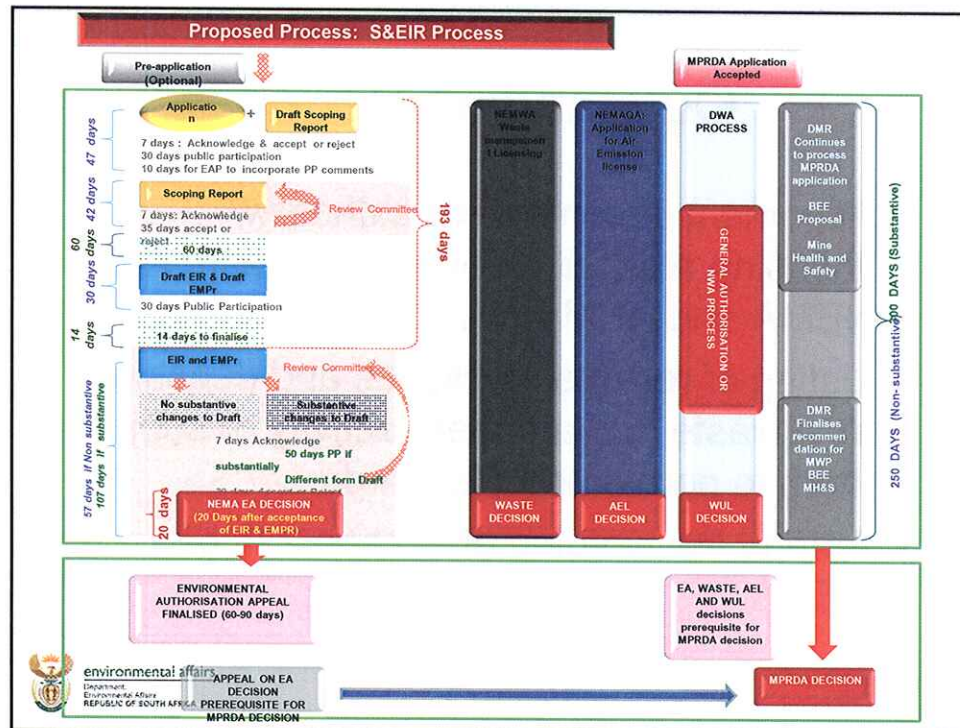 Proposed Process: S&EIR Process
Pre-application
(Optional)
MPRDA Application
Accepted
47 days
Applicatio
n
+
Draft Scoping
Report
7 days : Acknowledge & accept or reject
30 days public participation
10 days for EAP to incorporate PP comments
42 days
Scoping Report
Review Committee
7 days: Acknowledge
35 days accept or
reject
60
days
60 days
30 days
Draft EIR & Draft
EMPr
30 days Public Participation
14
days
14 days to finalise
193 days
EIR and EMPr
Review Committee
57 days if Non substantive
107 days if substantive
No substantive
changes to Draft
Substantive
changes to Draft
7 days Acknowledge
50 days PP if
substantially
Different form Draft
20 days
NEMA EA DECISION
(20 Days after acceptance
of EIR & EMPR)
NEMWA
Waste
managemen
t Licensing
WASTE
DECISION
NEMAQA:
Application
for Air
Emission
license
AEL
DECISION
DWA
PROCESS
GENERAL AUTHORISATION OR
NWA PROCESS
WUL
DECISION
DMR
Continues
to process
MPRDA
application
BEE
Proposal
Mine
Health and
Safety
DMR
Finalises
recommen
dation for
MWP
BEE
MH&S
250 DAYS (Non- substantive)
00 DAYS (Substantive)
ENVIRONMENTAL
AUTHORISATION APPEAL
FINALISED (60-90 days)
EA, WASTE, AEL
AND WUL
decisions
prerequisite for
MPRDA decision
environmental affairs
Department:
Environmental Affairs
REPUBLIC OF SOUTH AFRICA
APPEAL ON EA
DECISION
PREREQUISITE FOR
MPRDA DECISION
MPRDA DECISION